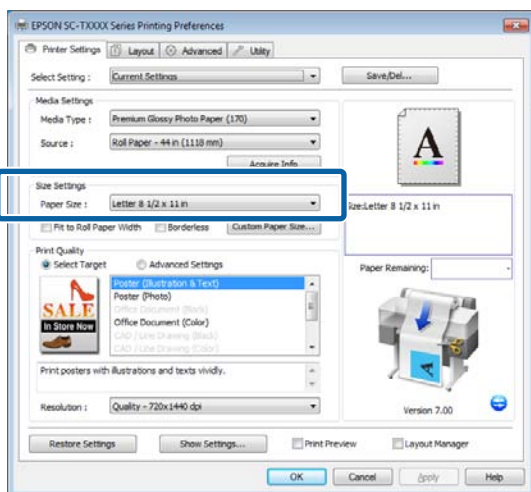 EPSON SC-TXXXX Series Printing Preferences
Printer Settings Layout Advanced Utility
Select Setting : Current Settings Save/Del...
Media Settings
Media Type : Premium Glossy Photo Paper (170)
Source : Roll Paper - 44 in (1118 mm)
Acquire Info
A
Size Settings
Paper Size : Letter 8 1/2 x 11 in
Size:Letter 8 1/2 x 11 in
Fit to Roll Paper Width Borderless Custom Paper Size...
Print Quality
Select Target Advanced Settings
Paper Remaining: -
SALE
In Store Now
Poster (Illustration & Text)
Poster (Photo)
Office Document (Black)
Office Document (Color)
CAD / Line Drawing (Black)
CAD / Line Drawing (Color)
A
Print posters with illustrations and texts vividly.
Resolution : Quality - 720x1440 dpi
Version 7.00
Restore Settings Show Settings... Print Preview Layout Manager
OK Cancel Apply Help